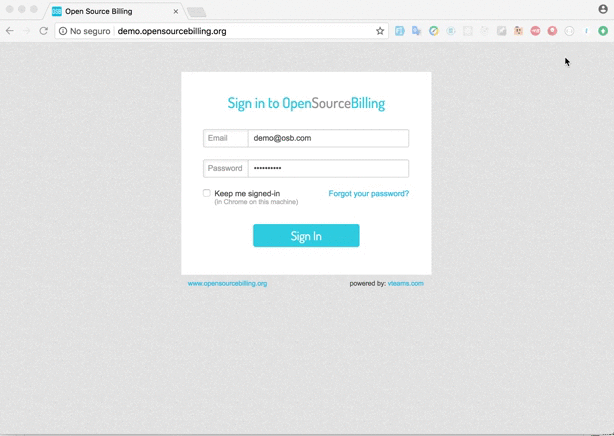 Open Source Billing
No seguro
demo.opensourcebilling.org
Sign in to OpenSourceBilling
Email
demo@osb.com
Password
••••••••••
Keep me signed-in
Forgot your password?
(in Chrome on this machine)
Sign In
www.opensourcebilling.org
powered by: vteams.com